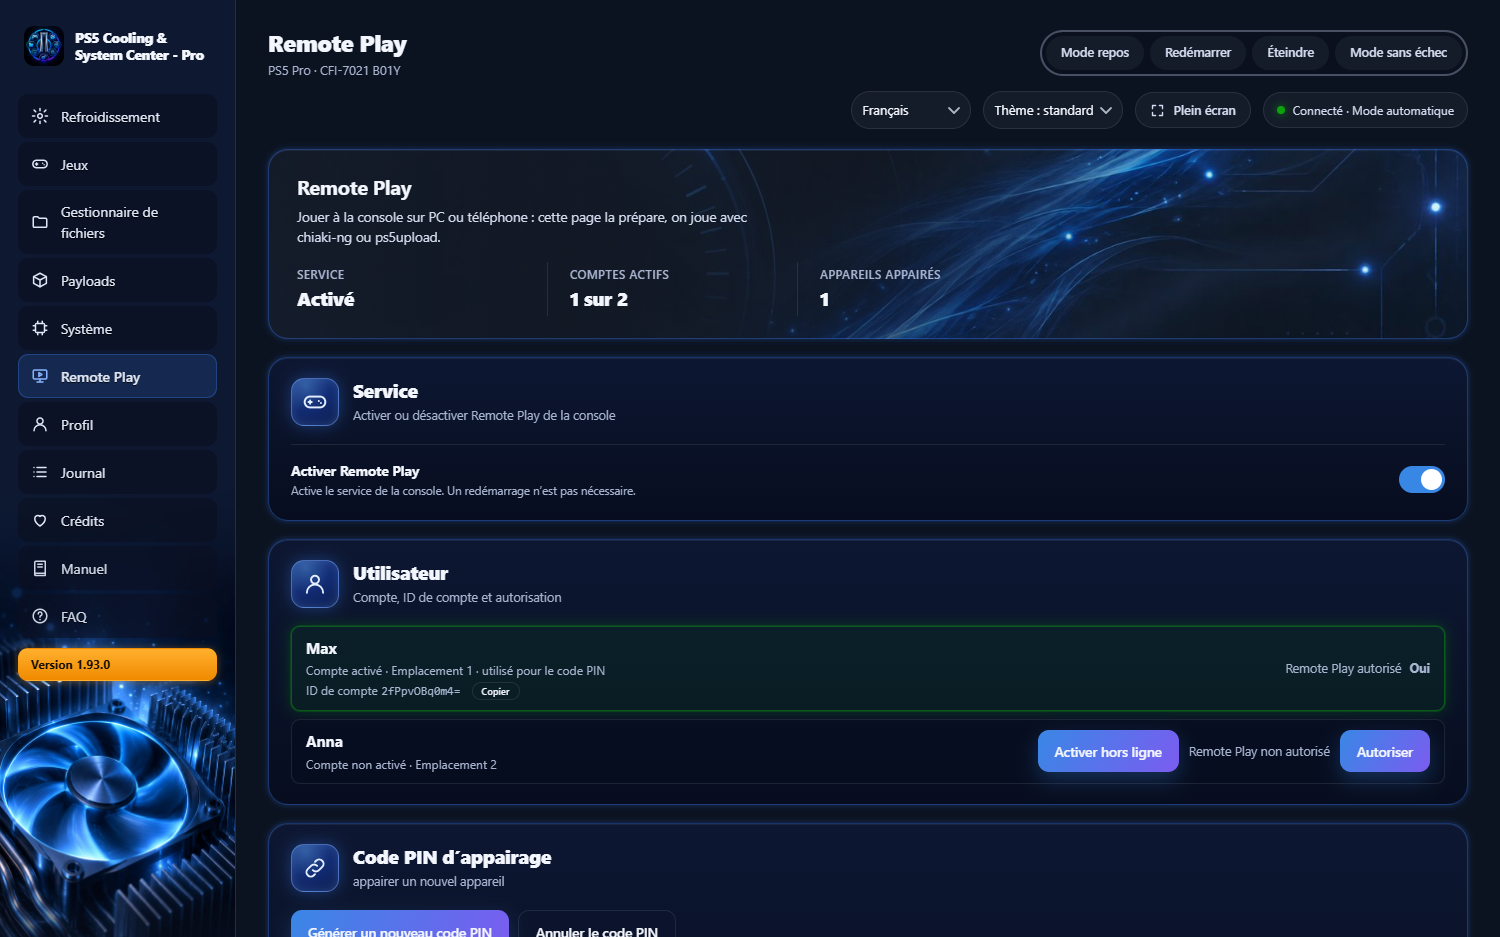 PS5 Cooling &
System Center - Pro
Refroidissement
Jeux
Gestionnaire de
fichiers
Payloads
Système
Remote Play
Profil
Journal
Crédits
Manuel
FAQ
Version 1.93.0
Remote Play
PS5 Pro · CFI-7021 B01Y
Mode repos
Redémarrer
Éteindre
Mode sans échec
Français
Thème : standard
Plein écran
Connecté · Mode automatique
Remote Play
Jouer à la console sur PC ou téléphone : cette page la prépare, on joue avec
chiaki-ng ou ps5upload.
SERVICE
Activé
COMPTES ACTIFS
1 sur 2
APPAREILS APPAIRÉS
1
Service
Activer ou désactiver Remote Play de la console
Activer Remote Play
Active le service de la console. Un redémarrage n'est pas nécessaire.
Utilisateur
Compte, ID de compte et autorisation
Max
Compte activé · Emplacement 1 · utilisé pour le code PIN
ID de compte 2fPpvOBq0m4= Copier
Remote Play autorisé Oui
Anna
Compte non activé · Emplacement 2
Activer hors ligne
Remote Play non autorisé
Autoriser
Code PIN d´appairage
appairer un nouvel appareil
Générer un nouveau code PIN
Annuler le code PIN